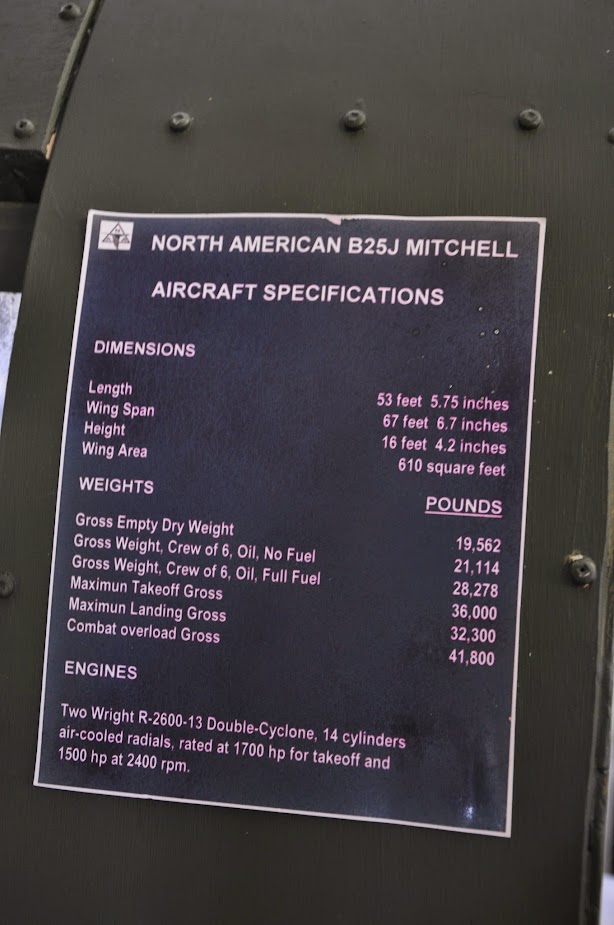 NORTH AMERICAN B25J MITCHELL
AIRCRAFT SPECIFICATIONS
DIMENSIONS
Length 53 feet 5.75 inches
Wing Span 67 feet 6.7 inches
Height 16 feet 4.2 inches
Wing Area 610 square feet
WEIGHTS POUNDS
Gross Empty Dry Weight 19,562
Gross Weight, Crew of 6, Oil, No Fuel 21,114
Gross Weight, Crew of 6, Oil, Full Fuel 28,278
Maximun Takeoff Gross 36,000
Maximun Landing Gross 32,300
Combat overload Gross 41,800
ENGINES
Two Wright R-2600-13 Double-Cyclone, 14 cylinders
air-cooled radials, rated at 1700 hp for takeoff and
1500 hp at 2400 rpm.